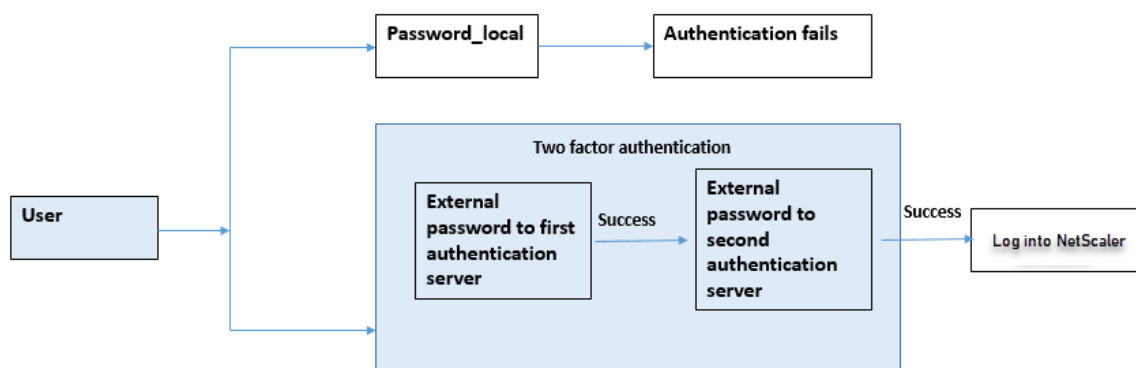 Password_local
Authentication fails
Two factor authentication
User
External
password to first
authentication
server
Success
External
password to
second
authentication
server
Success
Log into NetScaler